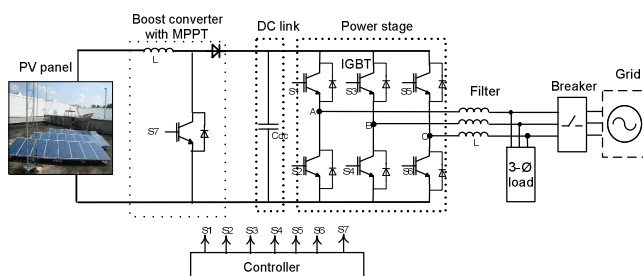 Boost converter
with MPPT
DC link
Power stage
PV panel
L
S7
Cdc
IGBT
S1
S3
S5
A
B
C
S2
S4
S6
Filter
L
Breaker
Grid
3-Ø
load
S1 S2 S3 S4 S5 S6 S7
Controller